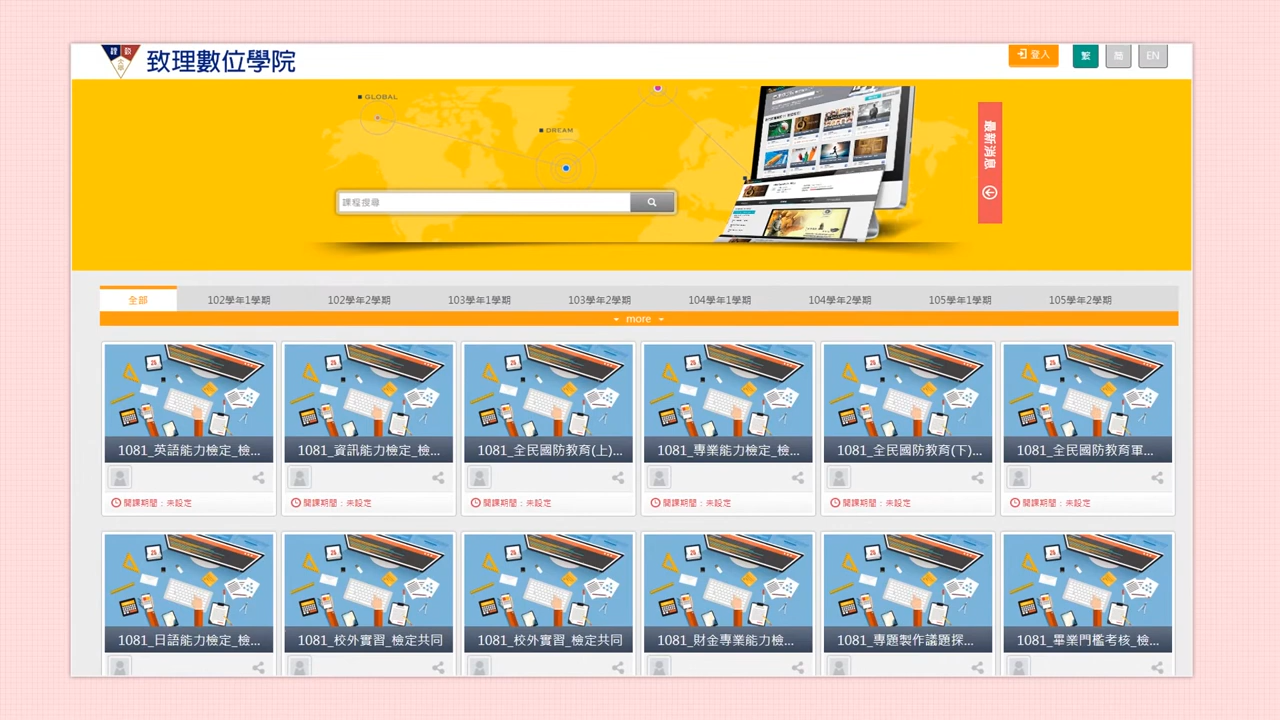 致理數位學院
登入
繁
簡
EN
GLOBAL
DREAM
課程搜尋
最新消息
全部
102學年1學期
102學年2學期
103學年1學期
103學年2學期
104學年1學期
104學年2學期
105學年1學期
105學年2學期
more
1081_英語能力檢定_檢...
1081_資訊能力檢定_檢...
1081_全民國防教育(上)...
1081_專業能力檢定_檢...
1081_全民國防教育(下)...
1081_全民國防教育軍...
開課期間：未設定
開課期間：未設定
開課期間：未設定
開課期間：未設定
開課期間：未設定
開課期間：未設定
1081_日語能力檢定_檢...
1081_校外實習_檢定共同
1081_校外實習_檢定共同
1081_財金專業能力檢...
1081_專題製作議題探...
1081_畢業門檻考核_檢...